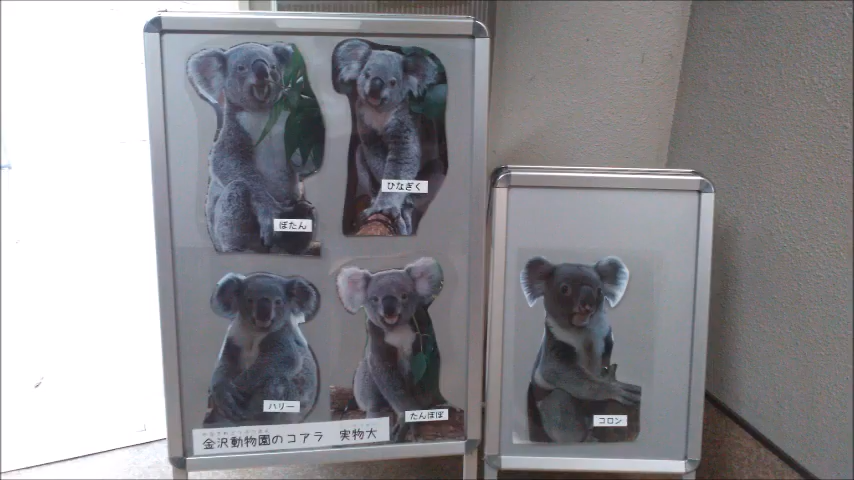 ぼたん
ひなぎく
ハリー
たんぽぽ
金沢動物園のコアラ 実物大
コロン